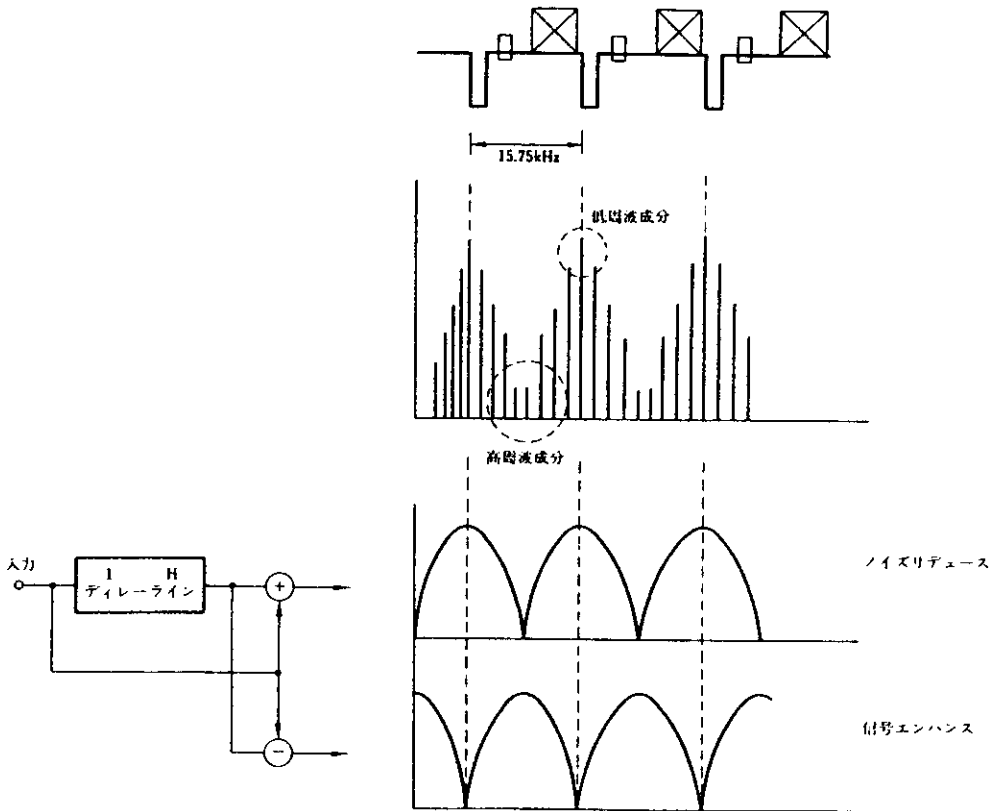 15.75kHz
低周波成分
高周波成分
入力
1 H
ディレーライン
+
−
ノイズリデュース
信号エンハンス